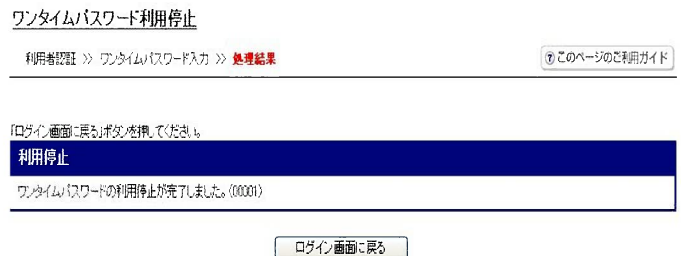 ワンタイムパスワード利用停止
利用者認証 >> ワンタイムパスワード入力 >> 処理結果
? このページのご利用ガイド
「ログイン画面に戻る」ボタンを押してください。
利用停止
ワンタイムパスワードの利用停止が完了しました。(00001)
ログイン画面に戻る